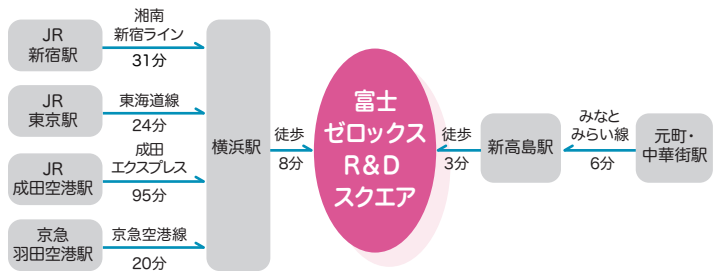 JR
新宿駅
湘南
新宿ライン
31分
JR
東京駅
東海道線
24分
JR
成田空港駅
成田
エクスプレス
95分
京急
羽田空港駅
京急空港線
20分
横浜駅
徒歩
8分
富士
ゼロックス
R&D
スクエア
徒歩
3分
新高島駅
みなと
みらい線
6分
元町・
中華街駅